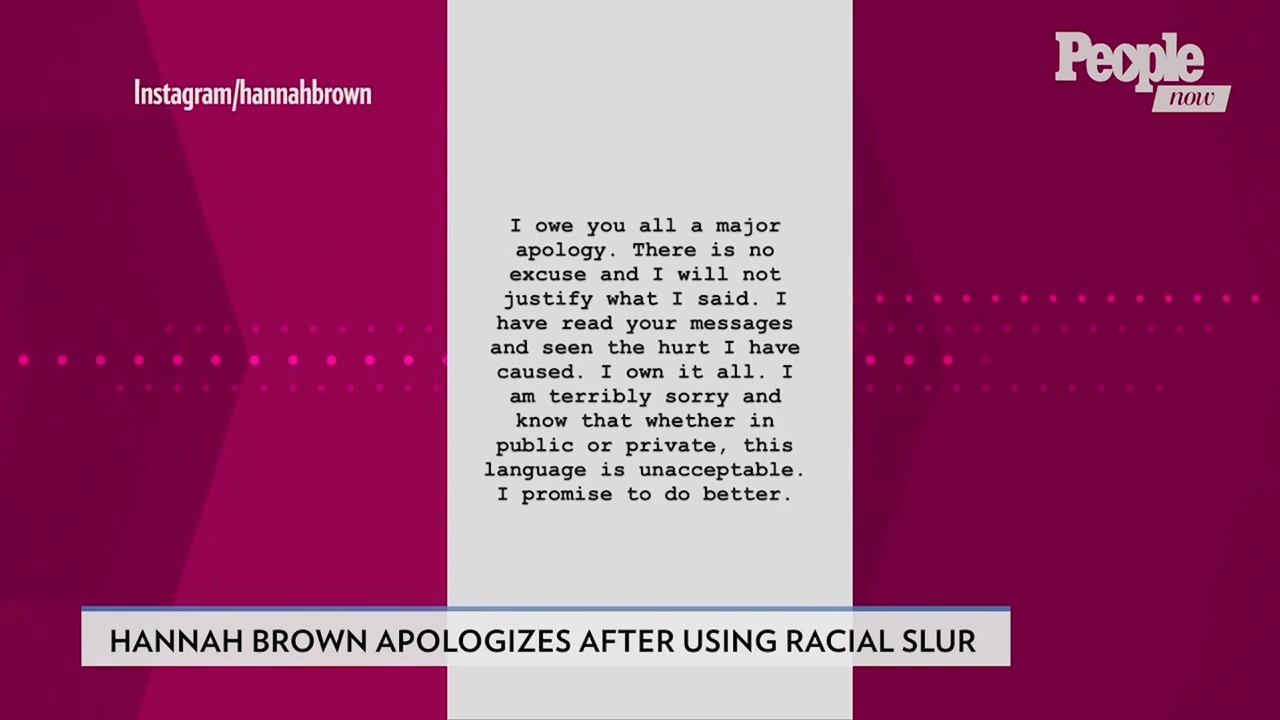 Instagram/hannahbrown
People
now
I owe you all a major
apology. There is no
excuse and I will not
justify what I said. I
have read your messages
and seen the hurt I have
caused. I own it all. I
am terribly sorry and
know that whether in
public or private, this
language is unacceptable.
I promise to do better.
HANNAH BROWN APOLOGIZES AFTER USING RACIAL SLUR